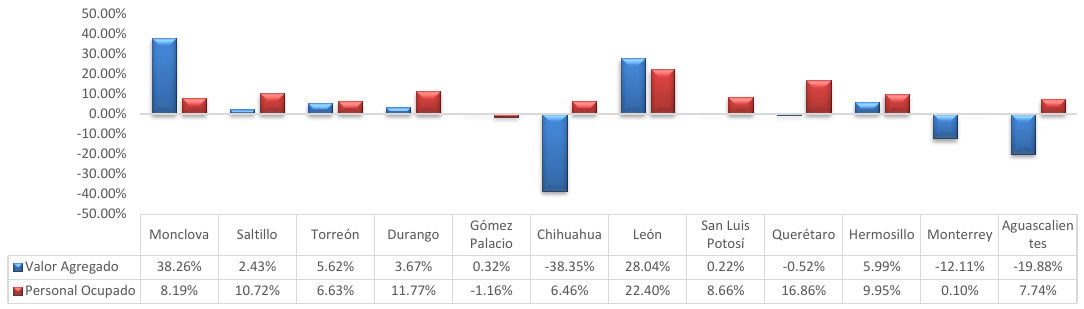 50.00%
40.00%
30.00%
20.00%
10.00%
0.00%
-10.00%
-20.00%
-30.00%
-40.00%
-50.00%
Monclova Saltillo Torreón Durango Gómez Palacio Chihuahua León San Luis Potosí Querétaro Hermosillo Monterrey Aguascalien
tes
Valor Agregado 38.26% 2.43% 5.62% 3.67% 0.32% -38.35% 28.04% 0.22% -0.52% 5.99% -12.11% -19.88%
Personal Ocupado 8.19% 10.72% 6.63% 11.77% -1.16% 6.46% 22.40% 8.66% 16.86% 9.95% 0.10% 7.74%